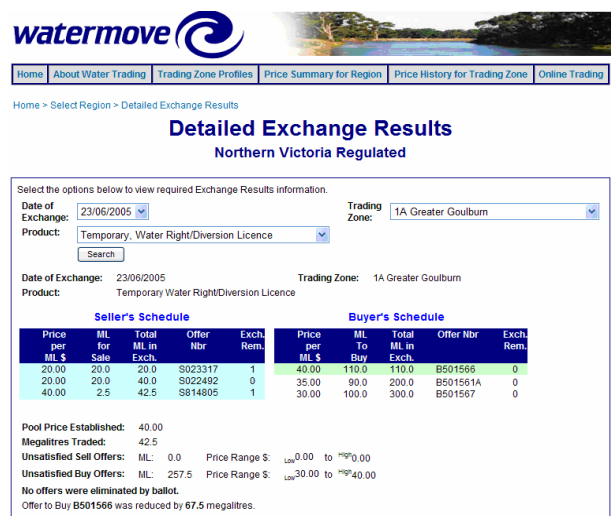 watermove
Home About Water Trading Trading Zone Profiles Price Summary for Region Price History for Trading Zone Online Trading
Home > Select Region > Detailed Exchange Results
Detailed Exchange Results
Northern Victoria Regulated
Select the options below to view required Exchange Results information.
Date of Exchange: 23/06/2005 Trading Zone: 1A Greater Goulburn
Product: Temporary, Water Right/Diversion Licence
Search
Date of Exchange: 23/06/2005 Trading Zone: 1A Greater Goulburn
Product: Temporary Water Right/Diversion Licence
Seller's Schedule Buyer's Schedule
Price ML Total Offer Exch. Price ML Total Offer Nbr Exch.
per for ML in Nbr Rem. per To ML in Rem.
ML $ Sale Exch. ML $ Buy Exch.
20.00 20.0 20.0 S023317 1 40.00 110.0 110.0 B501566 0
20.00 20.0 40.0 S022492 0 35.00 90.0 200.0 B501561A 0
40.00 2.5 42.5 S814805 1 30.00 100.0 300.0 B501567 0
Pool Price Established: 40.00
Megalitres Traded: 42.5
Unsatisfied Sell Offers: ML: 0.0 Price Range $: Low0.00 to High0.00
Unsatisfied Buy Offers: ML: 257.5 Price Range $: Low30.00 to High40.00
No offers were eliminated by ballot.
Offer to Buy B501566 was reduced by 67.5 megalitres.